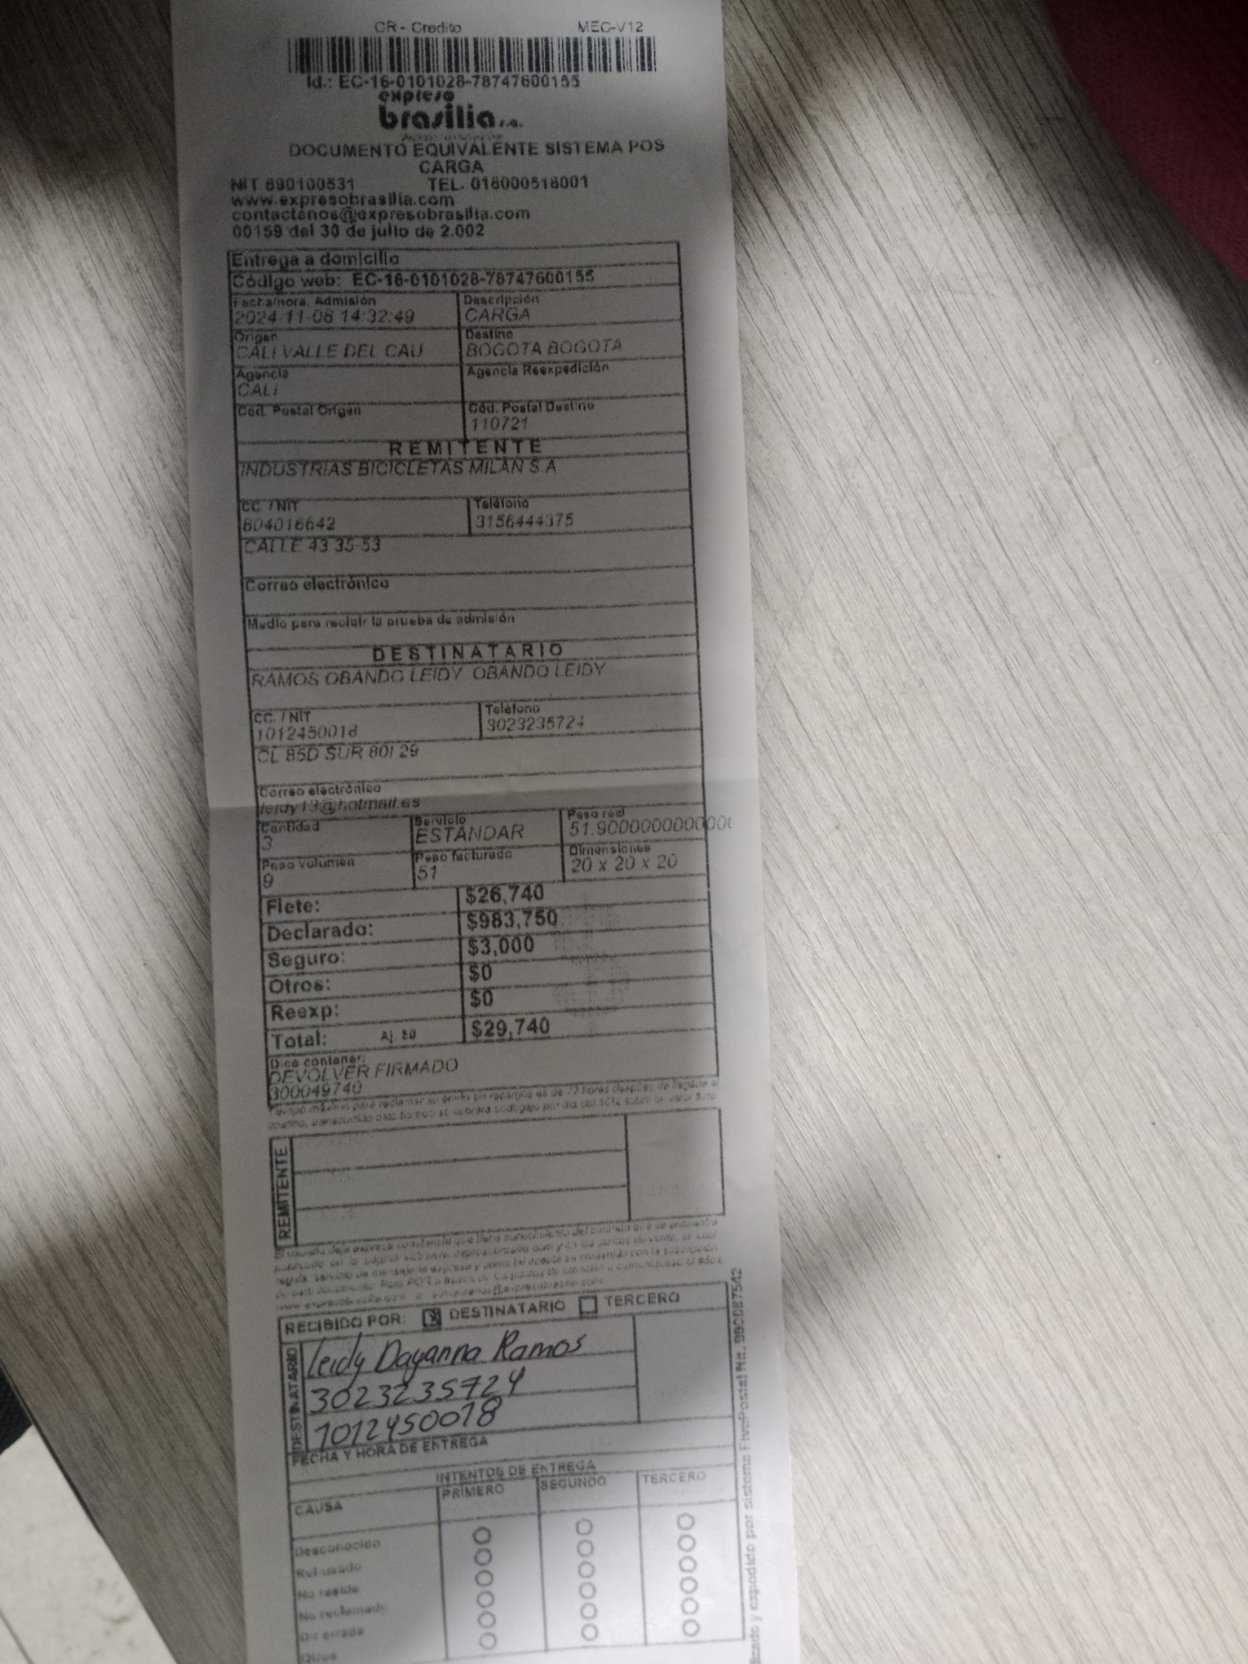 CR - Credito MEC-V12
Id.: EC-16-0101028-78747600155
expreso
brasilia s.a.
DOCUMENTO EQUIVALENTE SISTEMA POS
CARGA
NIT 890100531 TEL. 018000518001
www.expresobrasilia.com
contactanos@expresobrasilia.com
00159 del 30 de julio de 2.002
Entrega a domicilio
Código web: EC-16-0101028-78747600155
Fecha/hora. Admisión Descripción
2024-11-08 14:32:49 CARGA
Origen Destino
CALI VALLE DEL CAU BOGOTA BOGOTA
Agencia Agencia Reexpedición
CALI
Cód. Postal Origen Cód. Postal Destino
110721
REMITENTE
INDUSTRIAS BICICLETAS MILAN S A
CC. / NIT Teléfono
804016642 3156444375
CALLE 43 35-53
Correo electrónico
Medio para recibir la prueba de admisión
DESTINATARIO
RAMOS OBANDO LEIDY OBANDO LEIDY
CC. / NIT Teléfono
1012450018 3023235724
CL 85D SUR 80I 29
Correo electrónico
leidy13@hotmail.es
Cantidad Servicio Peso real
3 ESTANDAR 51.900000000000
Peso volumen Peso facturado Dimensiones
9 51 20 x 20 x 20
Flete: $26,740
Declarado: $983,750
Seguro: $3,000
Otros: $0
Reexp: $0
Total: Aj. $0 $29,740
Dice contener:
DEVOLVER FIRMADO
300049740
REMITENTE
RECIBIDO POR: X DESTINATARIO TERCERO
DESTINATARIO
Leidy Dayanna Ramos
3023235724
1012450018
FECHA Y HORA DE ENTREGA
INTENTOS DE ENTREGA
CAUSA PRIMERO SEGUNDO TERCERO
Desconocido
Rehusado
No reside
No reclamado
Dir errada
Otros